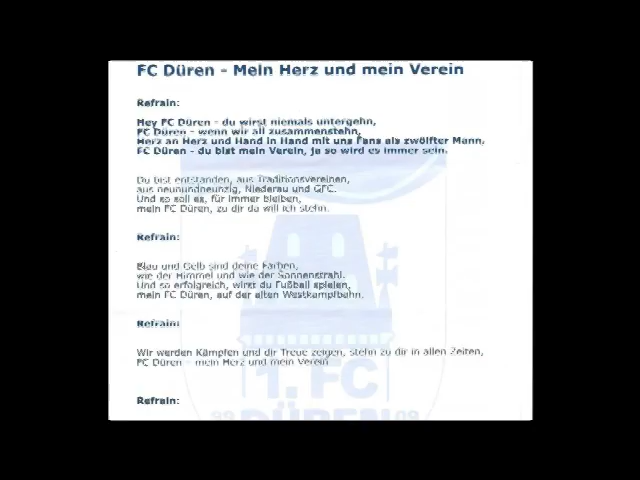 FC Düren - Mein Herz und mein Verein
Refrain:
Hey FC Düren - du wirst niemals untergehn,
FC Düren - wenn wir all zusammenstehn,
Herz an Herz und Hand in Hand mit uns Fans als zwölfter Mann,
FC Düren - du bist mein Verein, ja so wird es immer sein.
Du bist entstanden, aus Traditionsvereinen,
aus neunundneunzig, Niederau und GFC.
Und so soll es, für immer bleiben,
mein FC Düren, zu dir da will ich stehn.
Refrain:
Blau und Gelb sind deine Farben,
wie der Himmel und wie der Sonnenstrahl.
Und so erfolgreich, wirst du Fußball spielen,
mein FC Düren, auf der alten Westkampfbahn.
Refrain:
Wir werden Kämpfen und dir Treue zeigen, stehn zu dir in allen Zeiten,
FC Düren - mein Herz und mein Verein
1. FC
99 DÜREN 09
Refrain: